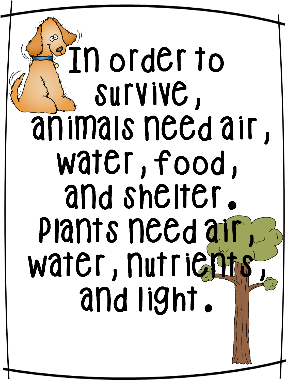 In order to
survive,
animals need air,
water, food,
and shelter.
Plants need air,
water, nutrients,
and light.